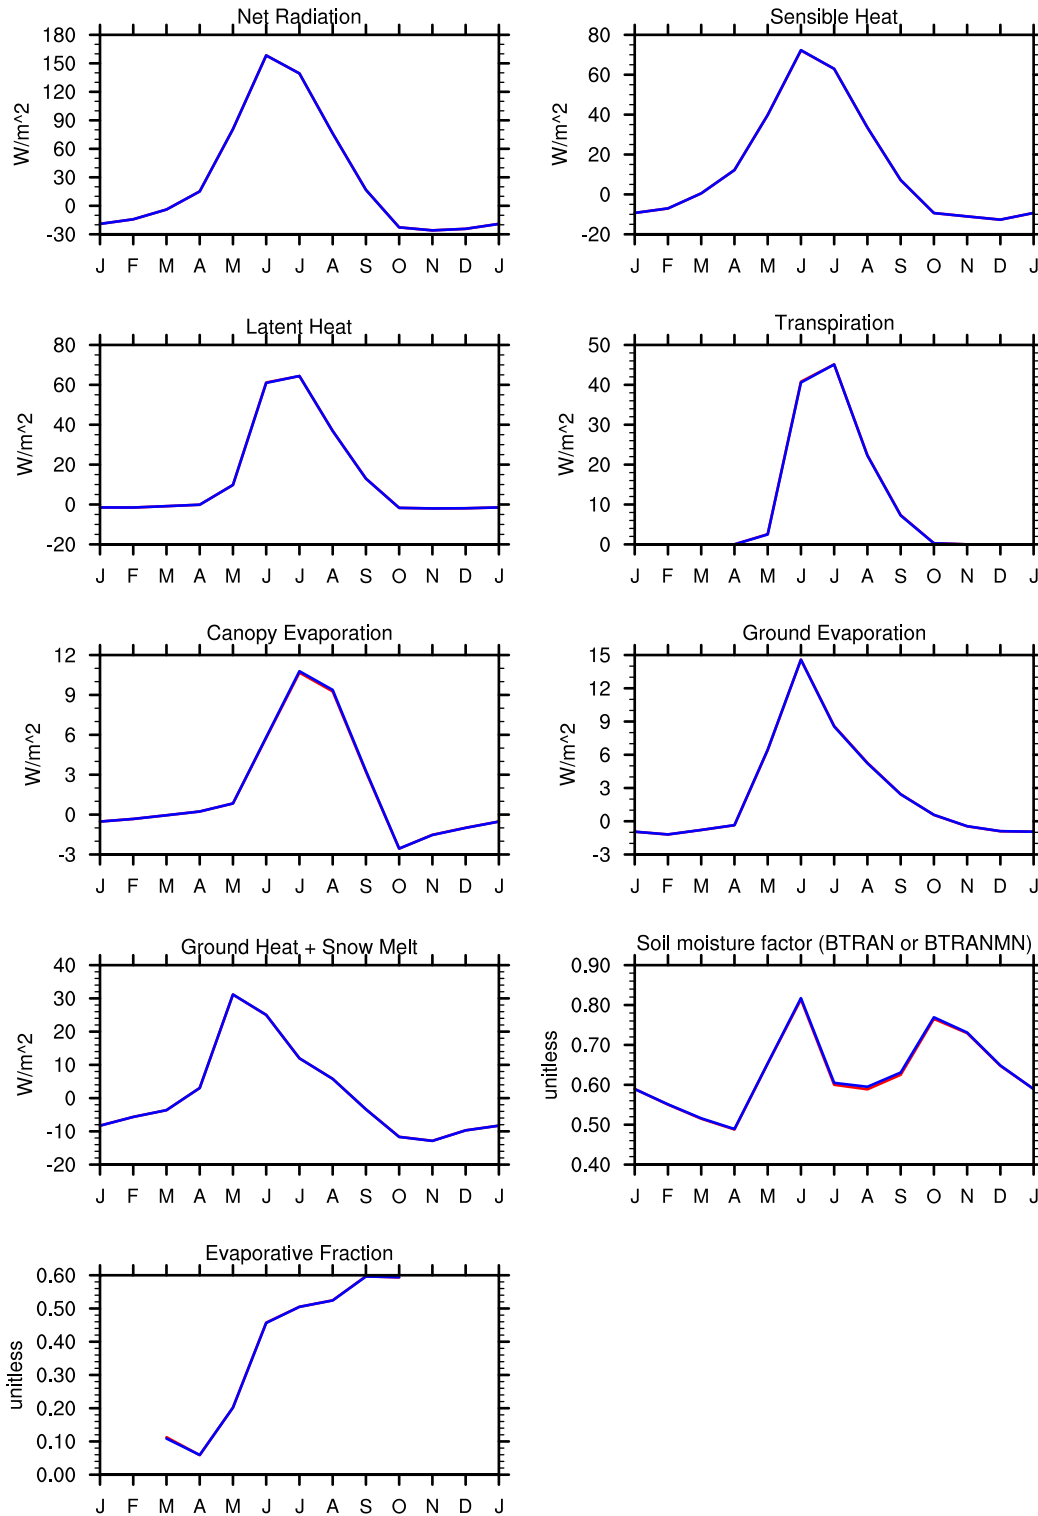 Net Radiation
180
150
120
90
60
30
0
-30
W/m^2
J F M A M J J A S O N D J
Sensible Heat
80
60
40
20
0
-20
W/m^2
J F M A M J J A S O N D J
Latent Heat
80
60
40
20
0
-20
W/m^2
J F M A M J J A S O N D J
Transpiration
50
40
30
20
10
0
W/m^2
J F M A M J J A S O N D J
Canopy Evaporation
12
9
6
3
0
-3
W/m^2
J F M A M J J A S O N D J
Ground Evaporation
15
12
9
6
3
0
-3
W/m^2
J F M A M J J A S O N D J
Ground Heat + Snow Melt
40
30
20
10
0
-10
-20
W/m^2
J F M A M J J A S O N D J
Soil moisture factor (BTRAN or BTRANMN)
0.90
0.80
0.70
0.60
0.50
0.40
unitless
J F M A M J J A S O N D J
Evaporative Fraction
0.60
0.50
0.40
0.30
0.20
0.10
0.00
unitless
J F M A M J J A S O N D J